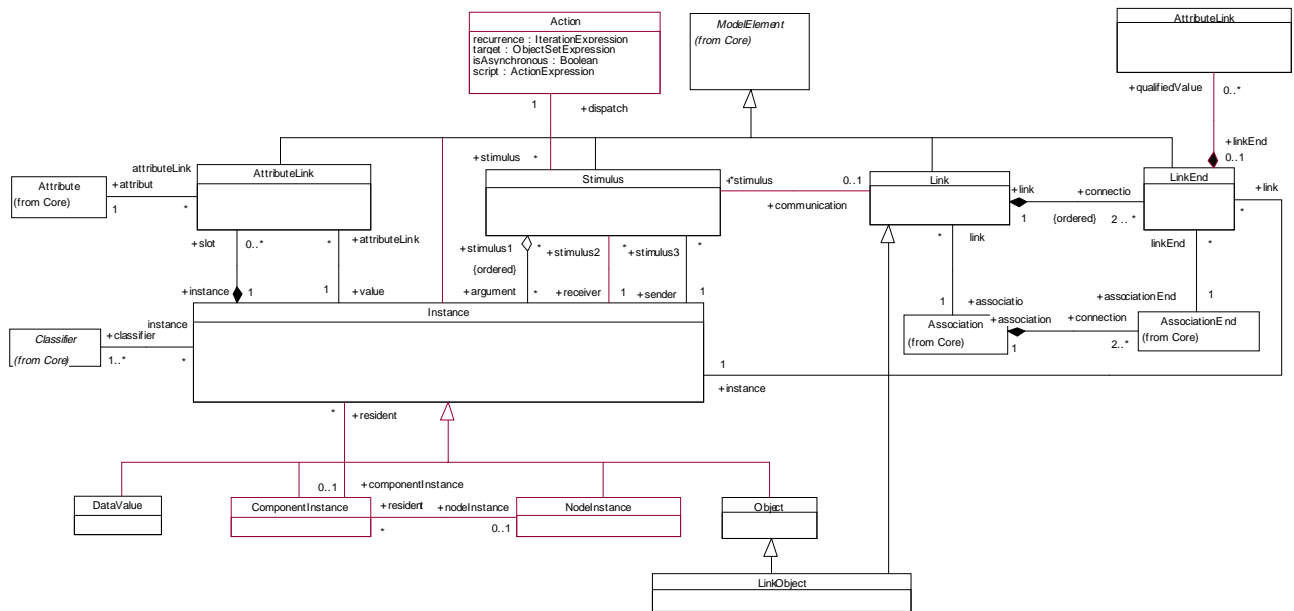 Action
recurrence : IterationExpression
target : ObjectSetExpression
isAsynchronous : Boolean
script : ActionExpression
ModelElement
(from Core)
AttributeLink
1
+dispatch
+qualifiedValue
0..*
+linkEnd
0..1
attributeLink
+stimulus
*
Attribute
(from Core)
+attribut
1
*
AttributeLink
Stimulus
+*stimulus
0..1
+communication
Link
+link
1
+connectio
{ordered}
2..*
LinkEnd
+link
*
+slot
0..*
*
+attributeLink
+stimulus1
*
{ordered}
+stimulus2
*
+stimulus3
*
*
link
linkEnd
*
+instance
1
1
+value
+argument
*
+receiver
1
+sender
1
1
+associatio
+associationEnd
1
Instance
instance
Classifier
(from Core)
+classifier
1..*
*
Association
(from Core)
+association
1
+connection
2..*
AssociationEnd
(from Core)
1
+instance
*
+resident
0..1
+componentInstance
DataValue
ComponentInstance
+resident
*
+nodeInstance
0..1
NodeInstance
Object
LinkObject